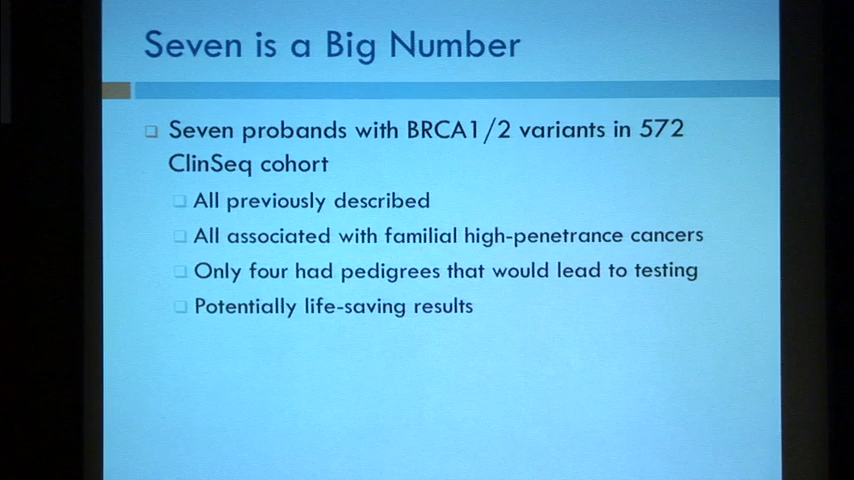 Seven is a Big Number
Seven probands with BRCA1/2 variants in 572
ClinSeq cohort
All previously described
All associated with familial high-penetrance cancers
Only four had pedigrees that would lead to testing
Potentially life-saving results